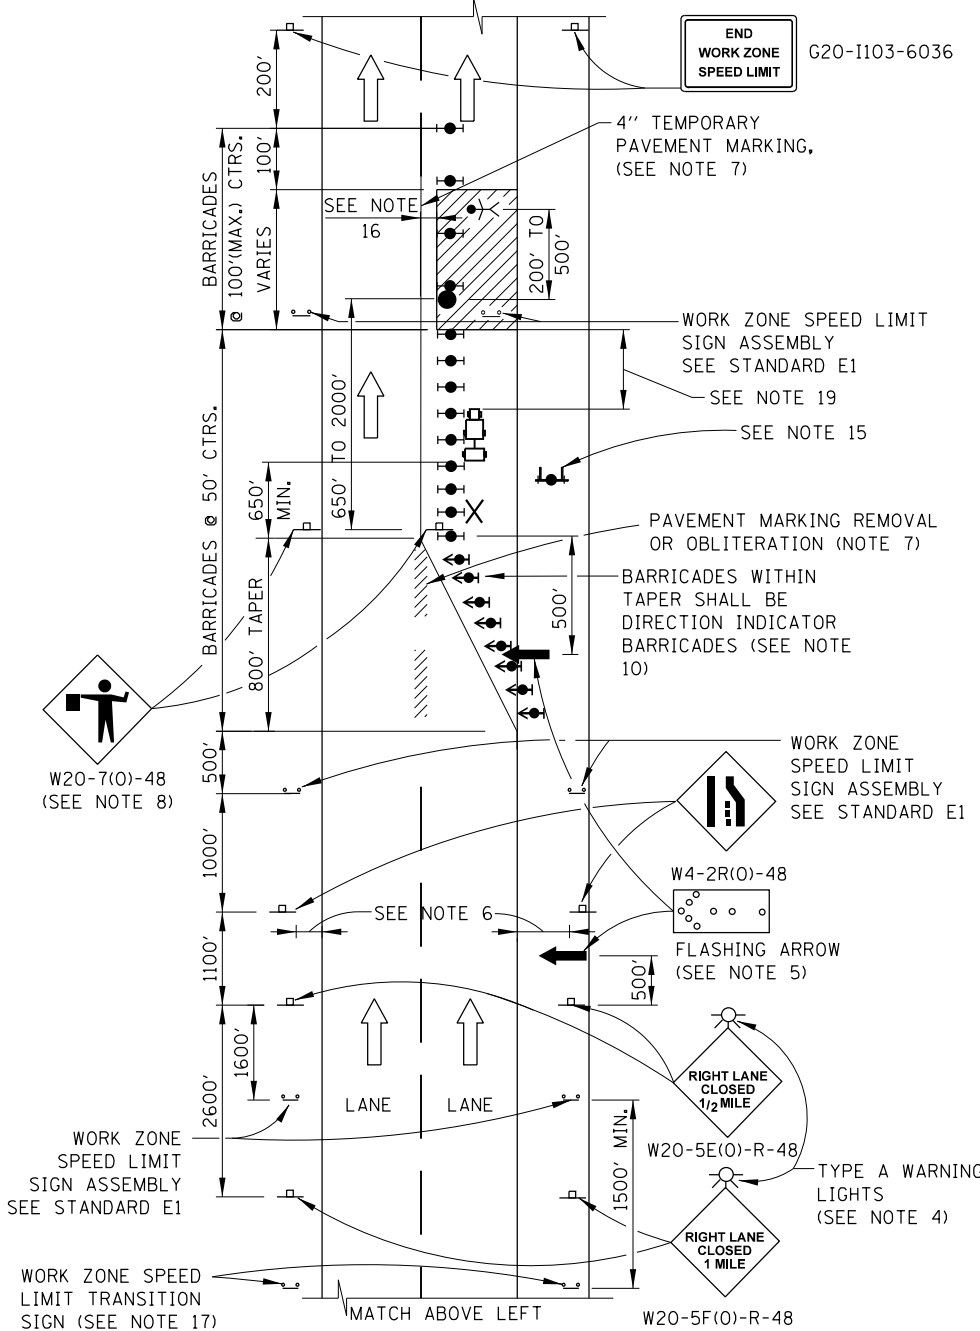 END
WORK ZONE
SPEED LIMIT
G20-I103-6036
200'
4'' TEMPORARY
PAVEMENT MARKING,
(SEE NOTE 7)
BARRICADES
@ 100'(MAX.) CTRS.
100'
VARIES
SEE NOTE
16
200' TO
500'
WORK ZONE SPEED LIMIT
SIGN ASSEMBLY
SEE STANDARD E1
SEE NOTE 19
SEE NOTE 15
BARRICADES @ 50' CTRS.
650' TO 2000'
650'
MIN.
PAVEMENT MARKING REMOVAL
OR OBLITERATION (NOTE 7)
BARRICADES WITHIN
TAPER SHALL BE
DIRECTION INDICATOR
BARRICADES (SEE NOTE
10)
500'
800' TAPER
W20-7(O)-48
(SEE NOTE 8)
500'
WORK ZONE
SPEED LIMIT
SIGN ASSEMBLY
SEE STANDARD E1
1000'
W4-2R(O)-48
SEE NOTE 6
FLASHING ARROW
(SEE NOTE 5)
1100'
500'
1600'
2600'
LANE
LANE
RIGHT LANE
CLOSED
1/2 MILE
W20-5E(O)-R-48
WORK ZONE
SPEED LIMIT
SIGN ASSEMBLY
SEE STANDARD E1
1500' MIN.
TYPE A WARNING
LIGHTS
(SEE NOTE 4)
RIGHT LANE
CLOSED
1 MILE
W20-5F(O)-R-48
WORK ZONE SPEED
LIMIT TRANSITION
SIGN (SEE NOTE 17)
MATCH ABOVE LEFT